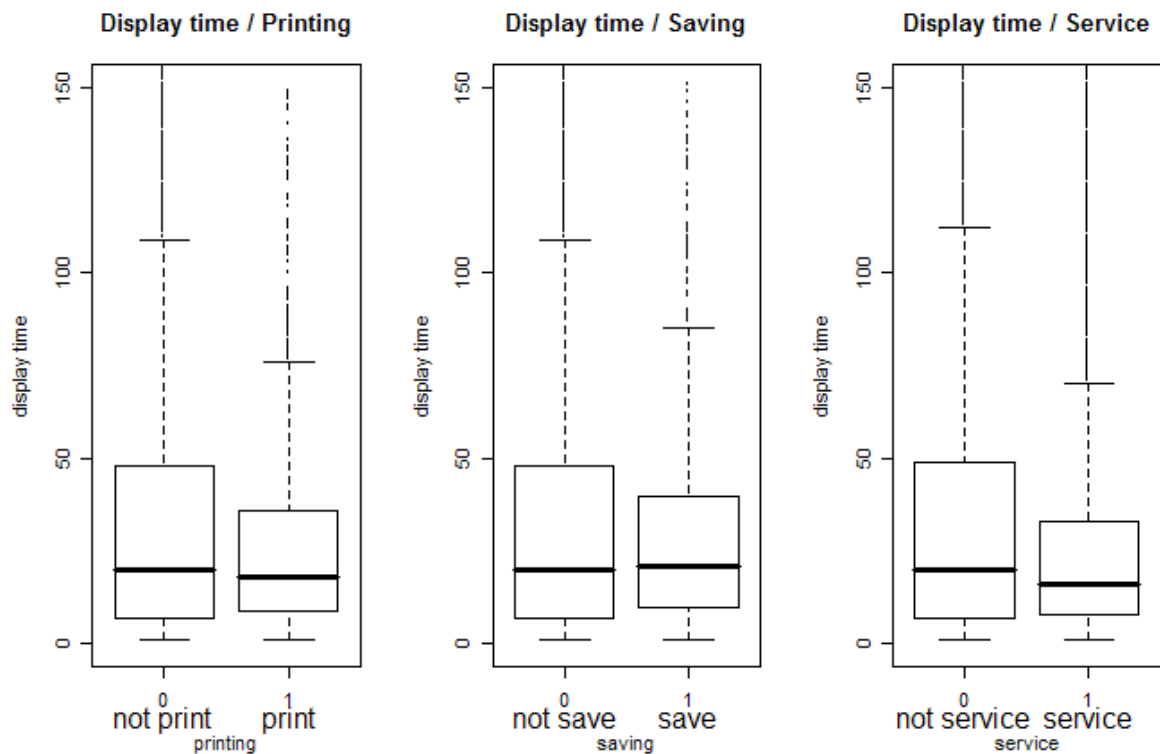 Display time / Printing
150
100
50
0
display time
0 1
not print print
printing
Display time / Saving
150
100
50
0
display time
0 1
not save save
saving
Display time / Service
150
100
50
0
display time
0 1
not service service
service